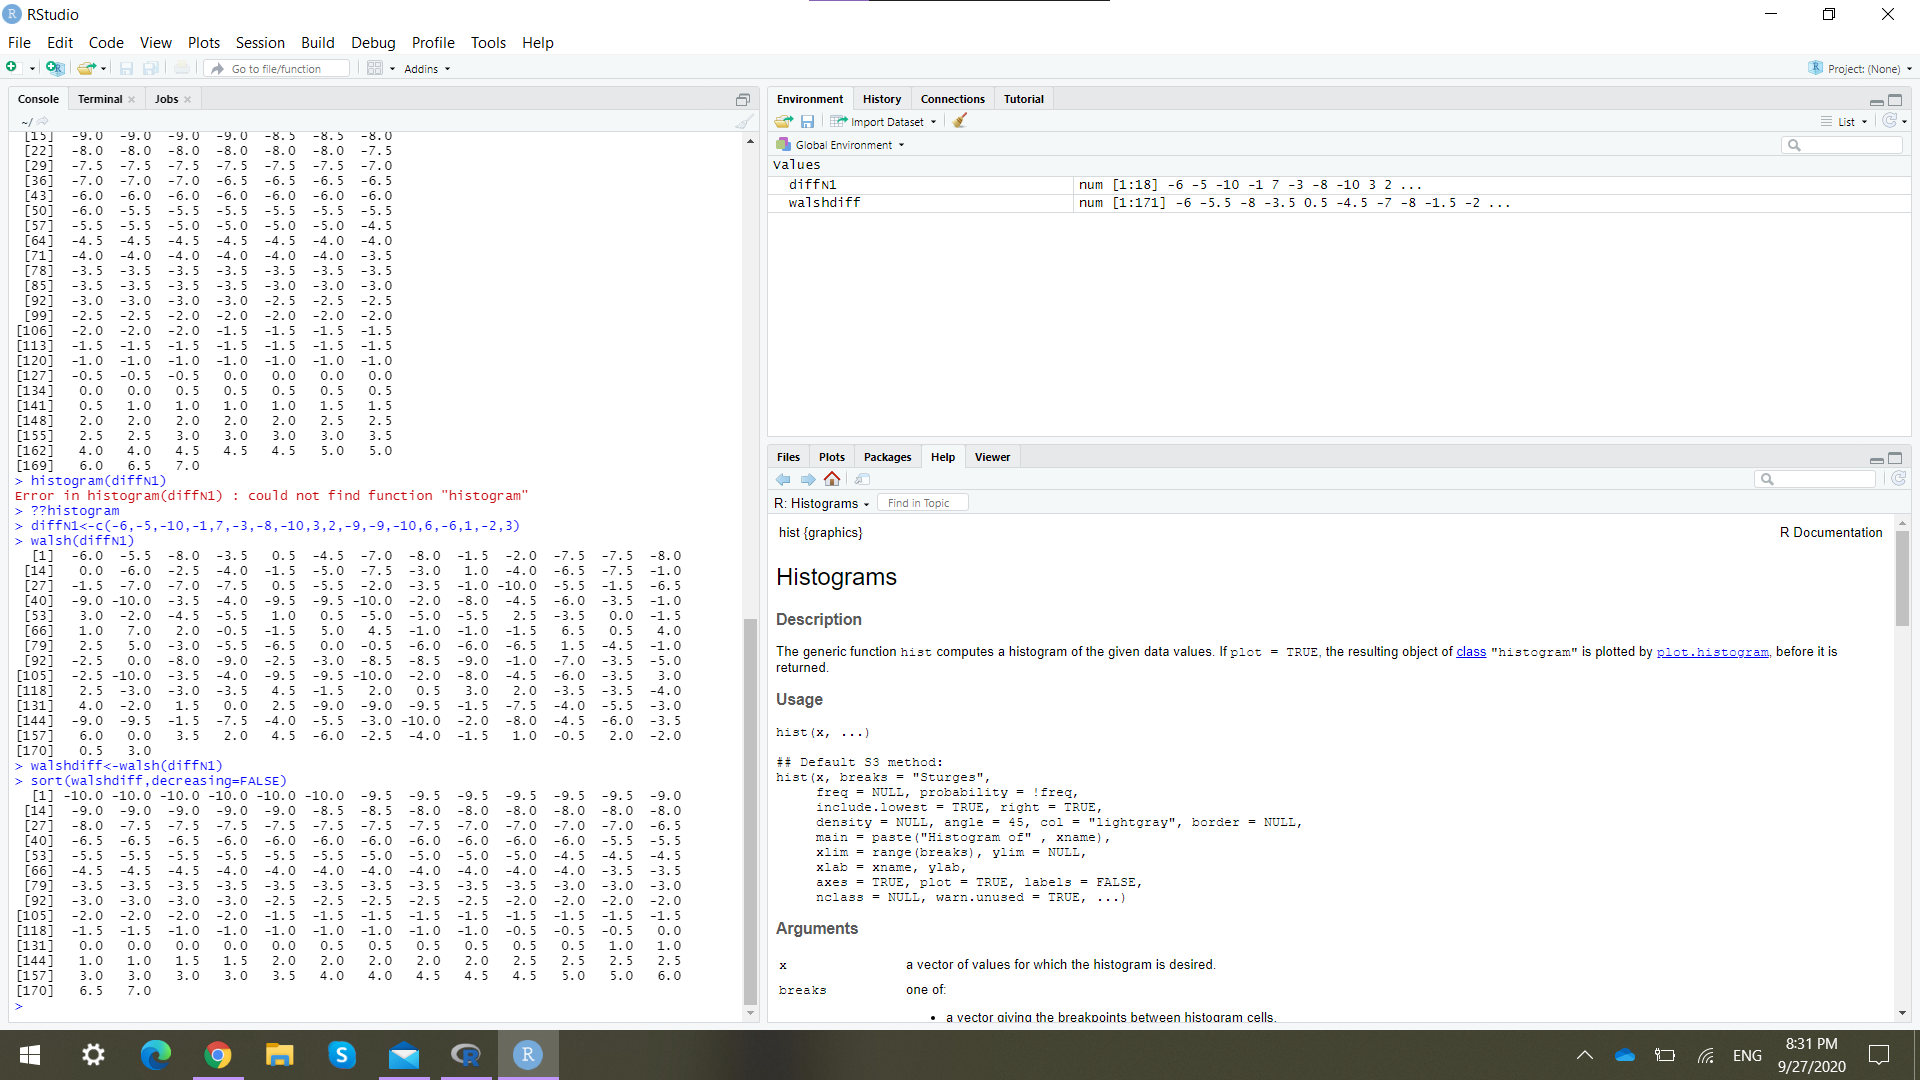 RStudio
File Edit Code View Plots Session Build Debug Profile Tools Help
Go to file/function Addins Project: (None)
Console Terminal Jobs
~/
[15] -9.0 -9.0 -9.0 -9.0 -8.5 -8.5 -8.0
[22] -8.0 -8.0 -8.0 -8.0 -8.0 -8.0 -7.5
[29] -7.5 -7.5 -7.5 -7.5 -7.5 -7.5 -7.0
[36] -7.0 -7.0 -7.0 -6.5 -6.5 -6.5 -6.5
[43] -6.0 -6.0 -6.0 -6.0 -6.0 -6.0 -6.0
[50] -6.0 -5.5 -5.5 -5.5 -5.5 -5.5 -5.5
[57] -5.5 -5.5 -5.0 -5.0 -5.0 -5.0 -4.5
[64] -4.5 -4.5 -4.5 -4.5 -4.5 -4.0 -4.0
[71] -4.0 -4.0 -4.0 -4.0 -4.0 -4.0 -3.5
[78] -3.5 -3.5 -3.5 -3.5 -3.5 -3.5 -3.5
[85] -3.5 -3.5 -3.5 -3.5 -3.0 -3.0 -3.0
[92] -3.0 -3.0 -3.0 -3.0 -2.5 -2.5 -2.5
[99] -2.5 -2.5 -2.0 -2.0 -2.0 -2.0 -2.0
[106] -2.0 -2.0 -2.0 -1.5 -1.5 -1.5 -1.5
[113] -1.5 -1.5 -1.5 -1.5 -1.5 -1.5 -1.5
[120] -1.0 -1.0 -1.0 -1.0 -1.0 -1.0 -1.0
[127] -0.5 -0.5 -0.5 0.0 0.0 0.0 0.0
[134] 0.0 0.0 0.5 0.5 0.5 0.5 0.5
[141] 0.5 1.0 1.0 1.0 1.0 1.5 1.5
[148] 2.0 2.0 2.0 2.0 2.0 2.5 2.5
[155] 2.5 2.5 3.0 3.0 3.0 3.0 3.5
[162] 4.0 4.0 4.5 4.5 4.5 5.0 5.0
[169] 6.0 6.5 7.0
> histogram(diffN1)
Error in histogram(diffN1) : could not find function "histogram"
> ??histogram
> diffN1<-c(-6,-5,-10,-1,7,-3,-8,-10,3,2,-9,-9,-10,6,-6,1,-2,3)
> walsh(diffN1)
[1] -6.0 -5.5 -8.0 -3.5 0.5 -4.5 -7.0 -8.0 -1.5 -2.0 -7.5 -7.5 -8.0
[14] 0.0 -6.0 -2.5 -4.0 -1.5 -5.0 -7.5 -3.0 1.0 -4.0 -6.5 -7.5 -1.0
[27] -1.5 -7.0 -7.0 -7.5 0.5 -5.5 -2.0 -3.5 -1.0 -10.0 -5.5 -1.5 -6.5
[40] -9.0 -10.0 -3.5 -4.0 -9.5 -9.5 -10.0 -2.0 -8.0 -4.5 -6.0 -3.5 -1.0
[53] 3.0 -2.0 -4.5 -5.5 1.0 0.5 -5.0 -5.0 -5.5 2.5 -3.5 0.0 -1.5
[66] 1.0 7.0 2.0 -0.5 -1.5 5.0 4.5 -1.0 -1.0 -1.5 6.5 0.5 4.0
[79] 2.5 5.0 -3.0 -5.5 -6.5 0.0 -0.5 -6.0 -6.0 -6.5 1.5 -4.5 -1.0
[92] -2.5 0.0 -8.0 -9.0 -2.5 -3.0 -8.5 -8.5 -9.0 -1.0 -7.0 -3.5 -5.0
[105] -2.5 -10.0 -3.5 -4.0 -9.5 -9.5 -10.0 -2.0 -8.0 -4.5 -6.0 -3.5 3.0
[118] 2.5 -3.0 -3.0 -3.5 4.5 -1.5 2.0 0.5 3.0 2.0 -3.5 -3.5 -4.0
[131] 4.0 -2.0 1.5 0.0 2.5 -9.0 -9.0 -9.5 -1.5 -7.5 -4.0 -5.5 -3.0
[144] -9.0 -9.5 -1.5 -7.5 -4.0 -5.5 -3.0 -10.0 -2.0 -8.0 -4.5 -6.0 -3.5
[157] 6.0 0.0 3.5 2.0 4.5 -6.0 -2.5 -4.0 -1.5 1.0 -0.5 2.0 -2.0
[170] 0.5 3.0
> walshdiff<-walsh(diffN1)
> sort(walshdiff,decreasing=FALSE)
[1] -10.0 -10.0 -10.0 -10.0 -10.0 -10.0 -9.5 -9.5 -9.5 -9.5 -9.5 -9.5 -9.0
[14] -9.0 -9.0 -9.0 -9.0 -9.0 -8.5 -8.5 -8.0 -8.0 -8.0 -8.0 -8.0 -8.0
[27] -8.0 -7.5 -7.5 -7.5 -7.5 -7.5 -7.5 -7.5 -7.0 -7.0 -7.0 -7.0 -6.5
[40] -6.5 -6.5 -6.5 -6.0 -6.0 -6.0 -6.0 -6.0 -6.0 -6.0 -6.0 -5.5 -5.5
[53] -5.5 -5.5 -5.5 -5.5 -5.5 -5.5 -5.0 -5.0 -5.0 -5.0 -4.5 -4.5 -4.5
[66] -4.5 -4.5 -4.5 -4.0 -4.0 -4.0 -4.0 -4.0 -4.0 -4.0 -4.0 -3.5 -3.5
[79] -3.5 -3.5 -3.5 -3.5 -3.5 -3.5 -3.5 -3.5 -3.5 -3.5 -3.0 -3.0 -3.0
[92] -3.0 -3.0 -3.0 -3.0 -2.5 -2.5 -2.5 -2.5 -2.5 -2.0 -2.0 -2.0 -2.0
[105] -2.0 -2.0 -2.0 -2.0 -1.5 -1.5 -1.5 -1.5 -1.5 -1.5 -1.5 -1.5 -1.5
[118] -1.5 -1.5 -1.0 -1.0 -1.0 -1.0 -1.0 -1.0 -1.0 -0.5 -0.5 -0.5 0.0
[131] 0.0 0.0 0.0 0.0 0.0 0.5 0.5 0.5 0.5 0.5 0.5 1.0 1.0
[144] 1.0 1.0 1.5 1.5 2.0 2.0 2.0 2.0 2.0 2.5 2.5 2.5 2.5
[157] 3.0 3.0 3.0 3.0 3.5 4.0 4.0 4.5 4.5 4.5 5.0 5.0 6.0
[170] 6.5 7.0
>
Environment History Connections Tutorial
Import Dataset List
Global Environment
Values
diffN1 num [1:18] -6 -5 -10 -1 7 -3 -8 -10 3 2 ...
walshdiff num [1:171] -6 -5.5 -8 -3.5 0.5 -4.5 -7 -8 -1.5 -2 ...
Files Plots Packages Help Viewer
R: Histograms Find in Topic
hist {graphics} R Documentation
Histograms
Description
The generic function hist computes a histogram of the given data values. If plot = TRUE, the resulting object of class "histogram" is plotted by plot.histogram, before it is
returned.
Usage
hist(x, ...)
## Default S3 method:
hist(x, breaks = "Sturges",
freq = NULL, probability = !freq,
include.lowest = TRUE, right = TRUE,
density = NULL, angle = 45, col = "lightgray", border = NULL,
main = paste("Histogram of" , xname),
xlim = range(breaks), ylim = NULL,
xlab = xname, ylab,
axes = TRUE, plot = TRUE, labels = FALSE,
nclass = NULL, warn.unused = TRUE, ...)
Arguments
x a vector of values for which the histogram is desired.
breaks one of:
• a vector giving the breakpoints between histogram cells,
ENG
8:31 PM
9/27/2020